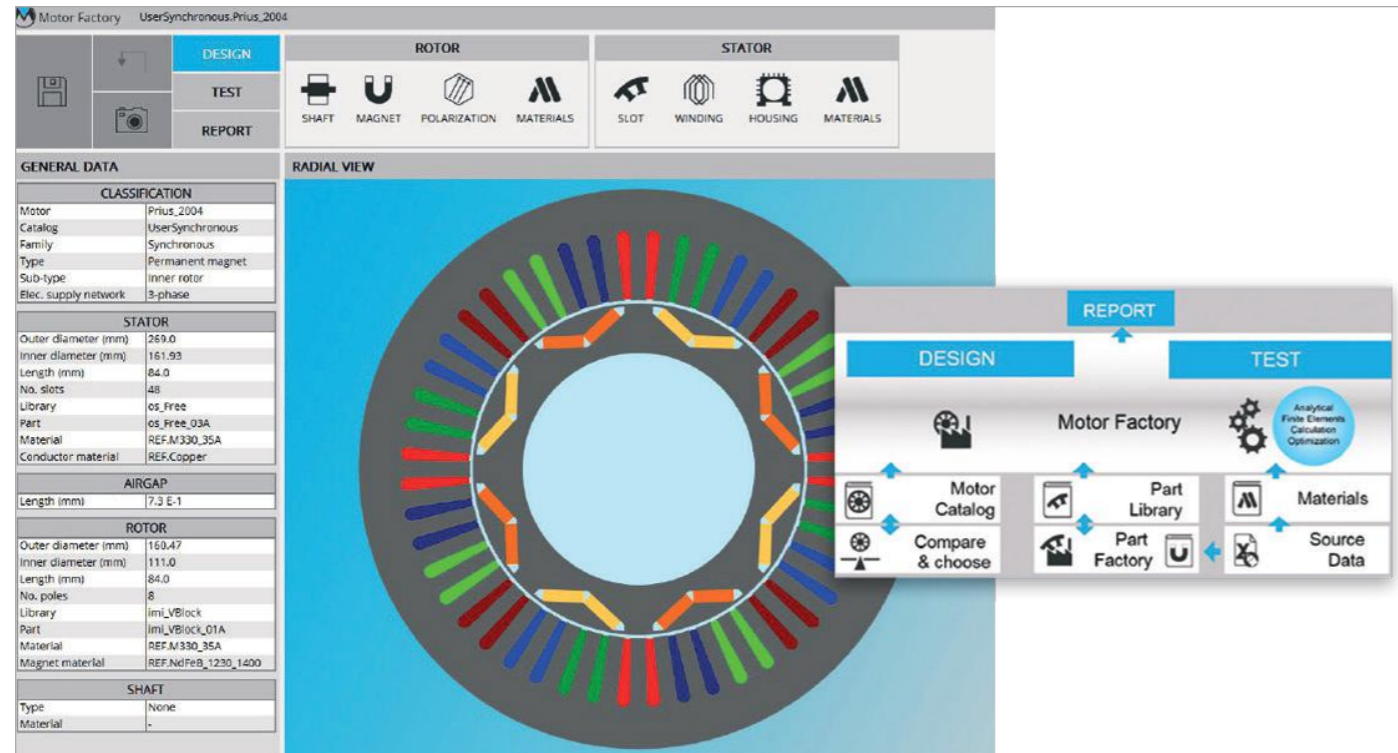 Motor Factory UserSynchronous.Prius_2004
DESIGN
TEST
REPORT
ROTOR
SHAFT MAGNET POLARIZATION MATERIALS
STATOR
SLOT WINDING HOUSING MATERIALS
GENERAL DATA
CLASSIFICATION
Motor Prius_2004
Catalog UserSynchronous
Family Synchronous
Type Permanent magnet
Sub-type Inner rotor
Elec. supply network 3-phase
STATOR
Outer diameter (mm) 269.0
Inner diameter (mm) 161.93
Length (mm) 84.0
No. slots 48
Library os_Free
Part os_Free_03A
Material REF.M330_35A
Conductor material REF.Copper
AIRGAP
Length (mm) 7.3 E-1
ROTOR
Outer diameter (mm) 160.47
Inner diameter (mm) 111.0
Length (mm) 84.0
No. poles 8
Library imi_VBlock
Part imi_VBlock_01A
Material REF.M330_35A
Magnet material REF.NdFeB_1230_1400
SHAFT
Type None
Material -
RADIAL VIEW
REPORT
DESIGN
TEST
Motor Factory
Analytical
Finite Elements
Calculation
Optimization
Motor
Catalog
Part
Library
Materials
Compare
& choose
Part
Factory
Source
Data